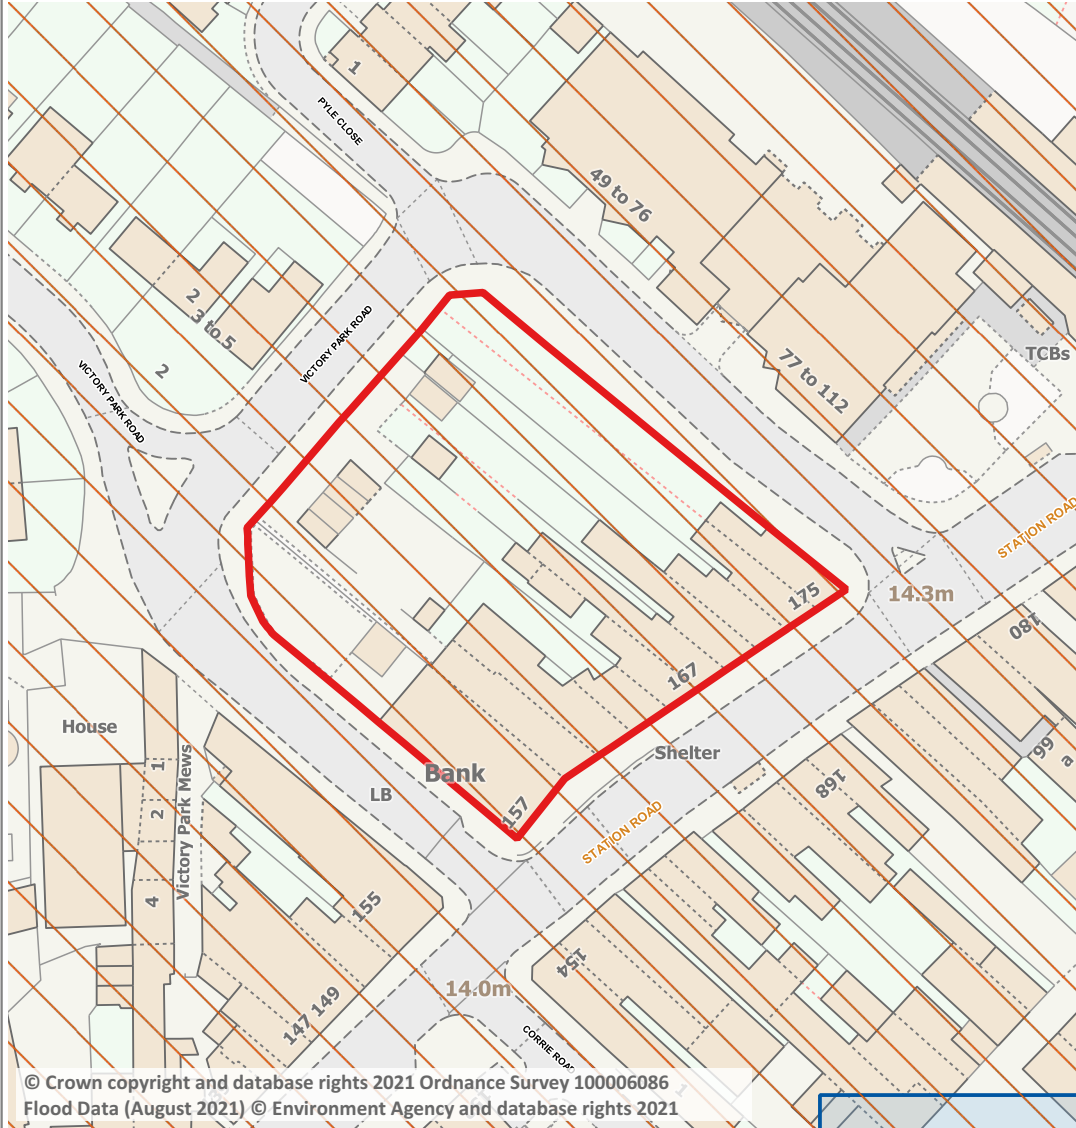 1
PYLE CLOSE
49 to 76
2
3 to 5
2
VICTORY PARK ROAD
VICTORY PARK ROAD
77 to 112
TCBs
STATION ROAD
175
14.3m
180
167
House
Shelter
99
a
Bank
LB
168
157
STATION ROAD
1
2
Victory Park Mews
4
155
154
14.0m
147 149
CORRIE ROAD
1
© Crown copyright and database rights 2021 Ordnance Survey 100006086
Flood Data (August 2021) © Environment Agency and database rights 2021